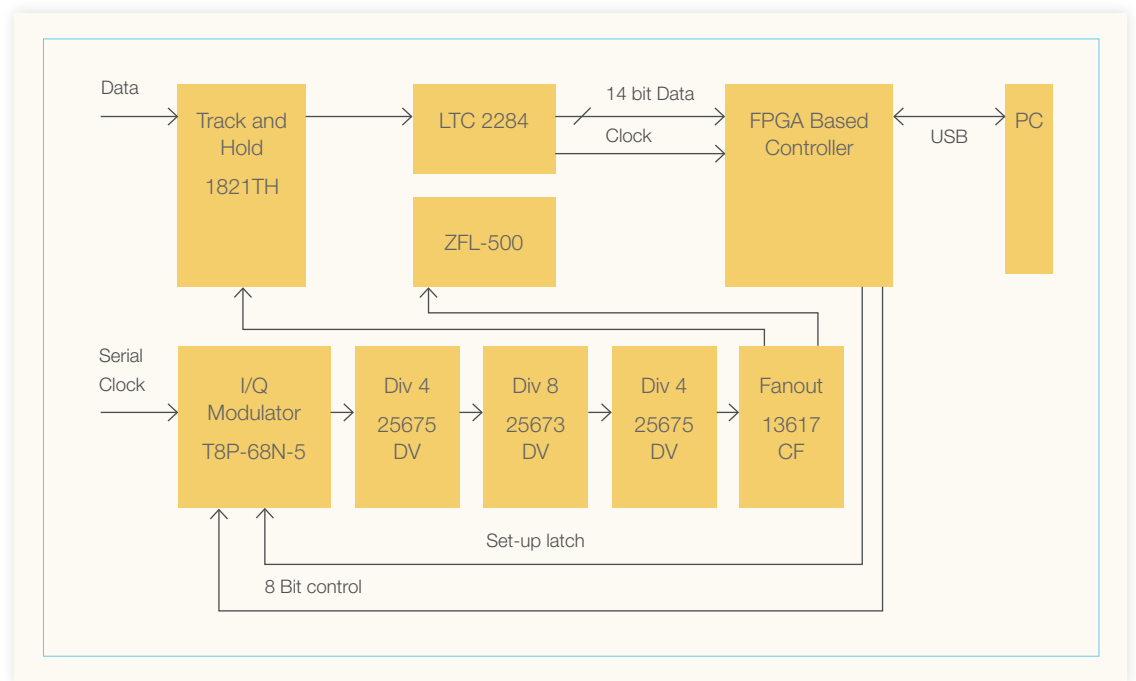 Data
Track and
Hold
1821TH
LTC 2284
14 bit Data
Clock
FPGA Based
Controller
USB
PC
ZFL-500
Serial
Clock
I/Q
Modulator
T8P-68N-5
Div 4
25675
DV
Div 8
25673
DV
Div 4
25675
DV
Fanout
13617
CF
Set-up latch
8 Bit control